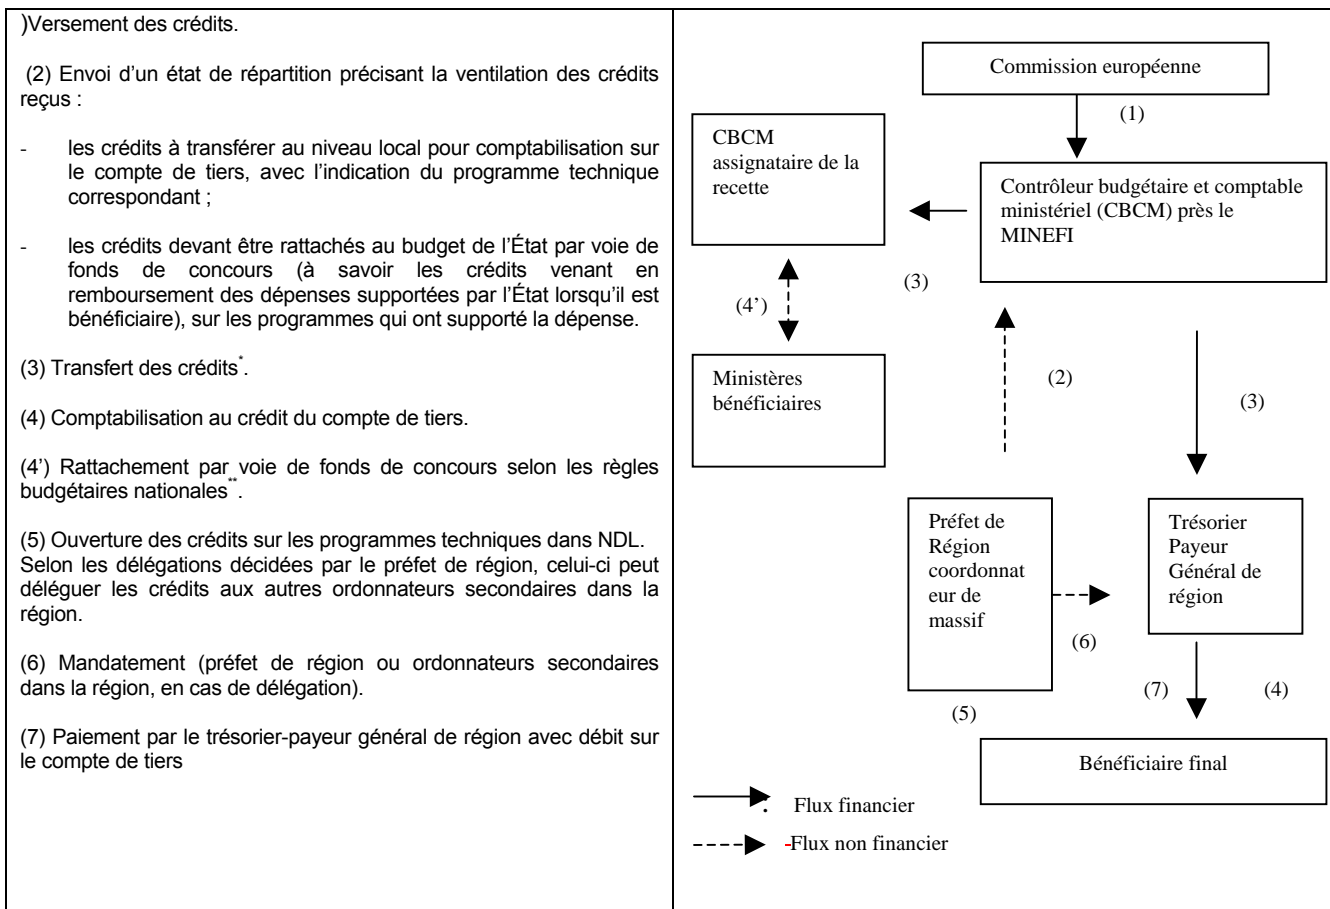 )Versement des crédits.
(2) Envoi d’un état de répartition précisant la ventilation des crédits
reçus :
- les crédits à transférer au niveau local pour comptabilisation sur
le compte de tiers, avec l’indication du programme technique
correspondant ;
- les crédits devant être rattachés au budget de l’État par voie de
fonds de concours (à savoir les crédits venant en
remboursement des dépenses supportées par l’État lorsqu’il est
bénéficiaire), sur les programmes qui ont supporté la dépense.
(3) Transfert des crédits*.
(4) Comptabilisation au crédit du compte de tiers.
(4’) Rattachement par voie de fonds de concours selon les règles
budgétaires nationales**.
(5) Ouverture des crédits sur les programmes techniques dans NDL.
Selon les délégations décidées par le préfet de région, celui-ci peut
déléguer les crédits aux autres ordonnateurs secondaires dans la
région.
(6) Mandatement (préfet de région ou ordonnateurs secondaires
dans la région, en cas de délégation).
(7) Paiement par le trésorier-payeur général de région avec débit sur
le compte de tiers
Commission européenne
(1)
CBCM
assignataire de la
recette
Contrôleur budgétaire et comptable
ministériel (CBCM) près le
MINEFI
(3)
(4’)
Ministères
bénéficiaires
(2)
(3)
Préfet de
Région
coordonnat
eur de
massif
Trésorier
Payeur
Général de
région
(6)
(5)
(7)
(4)
Bénéficiaire final
: Flux financier
-Flux non financier